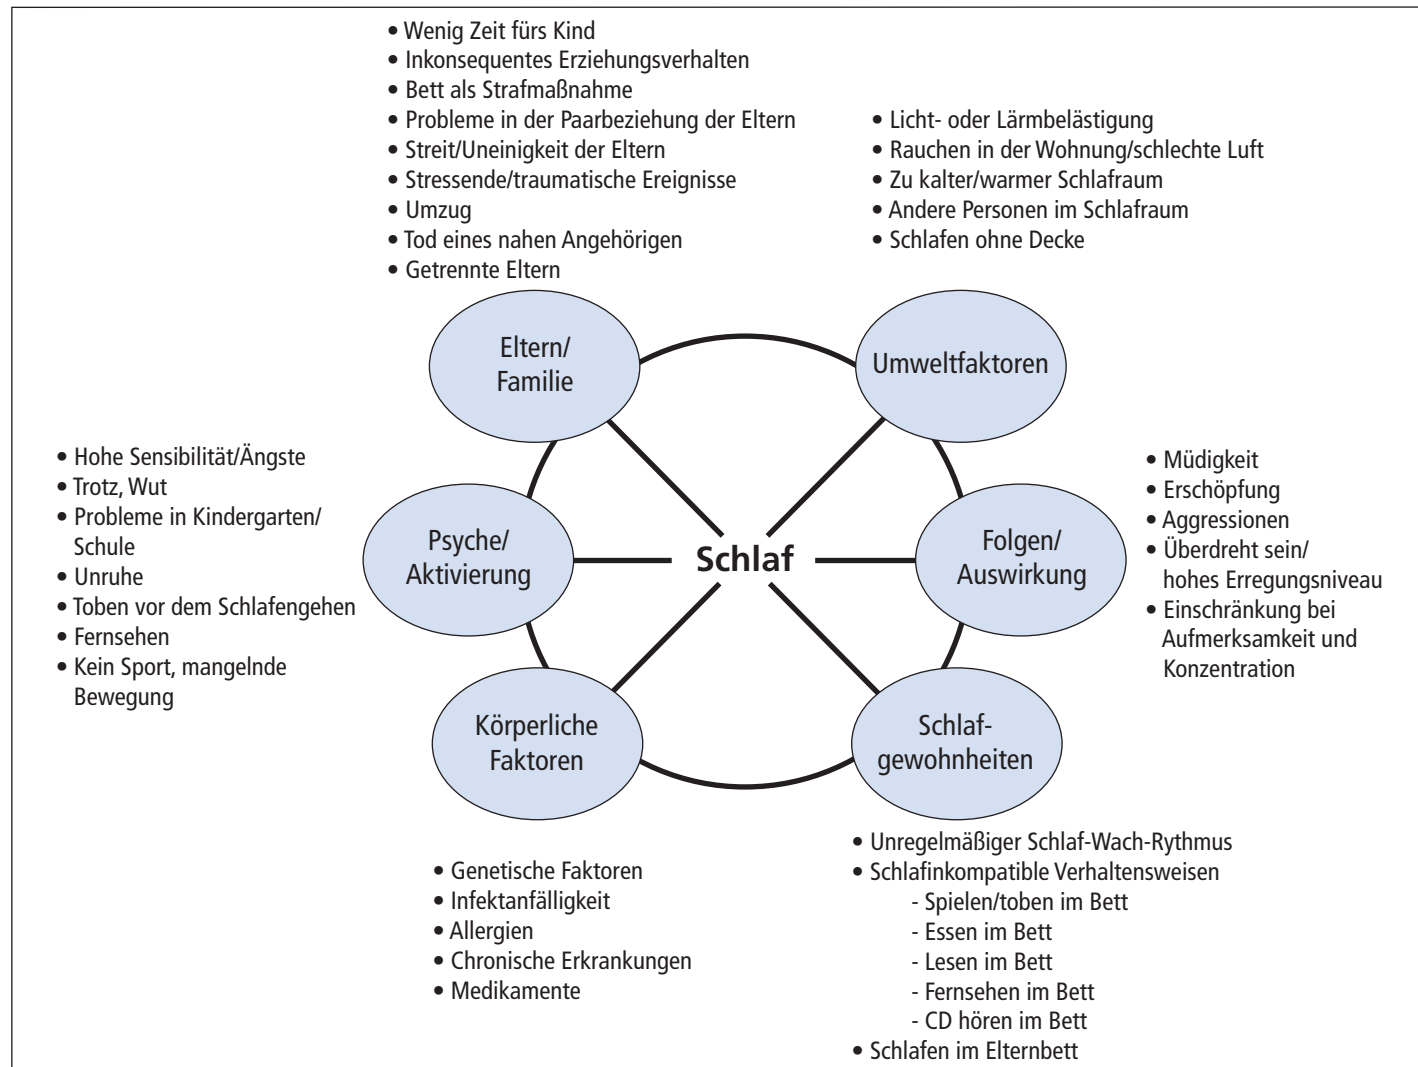 • Wenig Zeit fürs Kind
• Inkonsequentes Erziehungsverhalten
• Bett als Strafmaßnahme
• Probleme in der Paarbeziehung der Eltern
• Streit/Uneinigkeit der Eltern
• Stressende/traumatische Ereignisse
• Umzug
• Tod eines nahen Angehörigen
• Getrennte Eltern
• Licht- oder Lärmbelästigung
• Rauchen in der Wohnung/schlechte Luft
• Zu kalter/warmer Schlafraum
• Andere Personen im Schlafraum
• Schlafen ohne Decke
Eltern/
Familie
Umweltfaktoren
• Hohe Sensibilität/Ängste
• Trotz, Wut
• Probleme in Kindergarten/
Schule
• Unruhe
• Toben vor dem Schlafengehen
• Fernsehen
• Kein Sport, mangelnde
Bewegung
Psyche/
Aktivierung
Schlaf
Folgen/
Auswirkung
• Müdigkeit
• Erschöpfung
• Aggressionen
• Überdreht sein/
hohes Erregungsniveau
• Einschränkung bei
Aufmerksamkeit und
Konzentration
Körperliche
Faktoren
Schlaf-
gewohnheiten
• Genetische Faktoren
• Infektanfälligkeit
• Allergien
• Chronische Erkrankungen
• Medikamente
• Unregelmäßiger Schlaf-Wach-Rythmus
• Schlafinkompatible Verhaltensweisen
- Spielen/toben im Bett
- Essen im Bett
- Lesen im Bett
- Fernsehen im Bett
- CD hören im Bett
• Schlafen im Elternbett